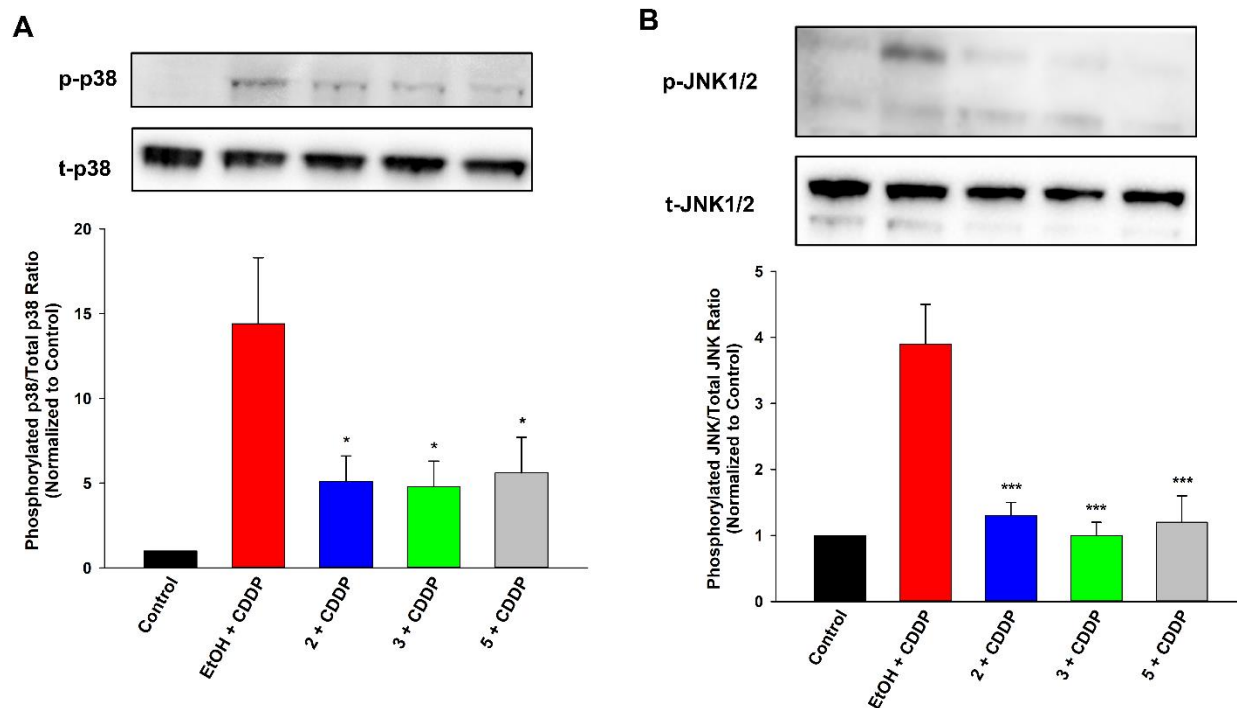 A
p-p38
t-p38
Phosphorylated p38/Total p38 Ratio
(Normalized to Control)
20
15
10
5
0
*
*
*
Control
EtOH + CDDP
2 + CDDP
3 + CDDP
5 + CDDP
B
p-JNK1/2
t-JNK1/2
Phosphorylated JNK/Total JNK Ratio
(Normalized to Control)
5
4
3
2
1
0
***
***
***
Control
EtOH + CDDP
2 + CDDP
3 + CDDP
5 + CDDP